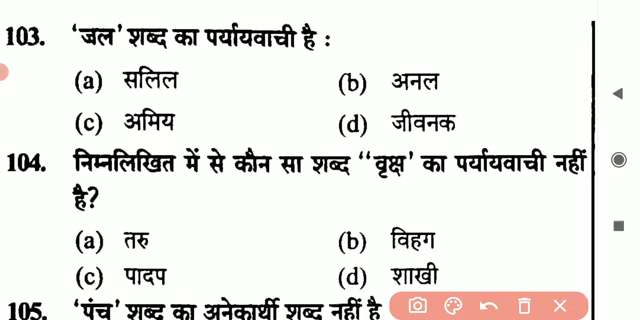 103. ‘जल’ शब्द का पर्यायवाची है :
(a) सलिल (b) अनल
(c) अमिय (d) जीवनक
104. निम्नलिखित में से कौन सा शब्द ‘‘वृक्ष’ का पर्यायवाची नहीं
है?
(a) तरु (b) विहग
(c) पादप (d) शाखी
105. ‘पंच’ शब्द का अनेकार्थी शब्द नहीं है